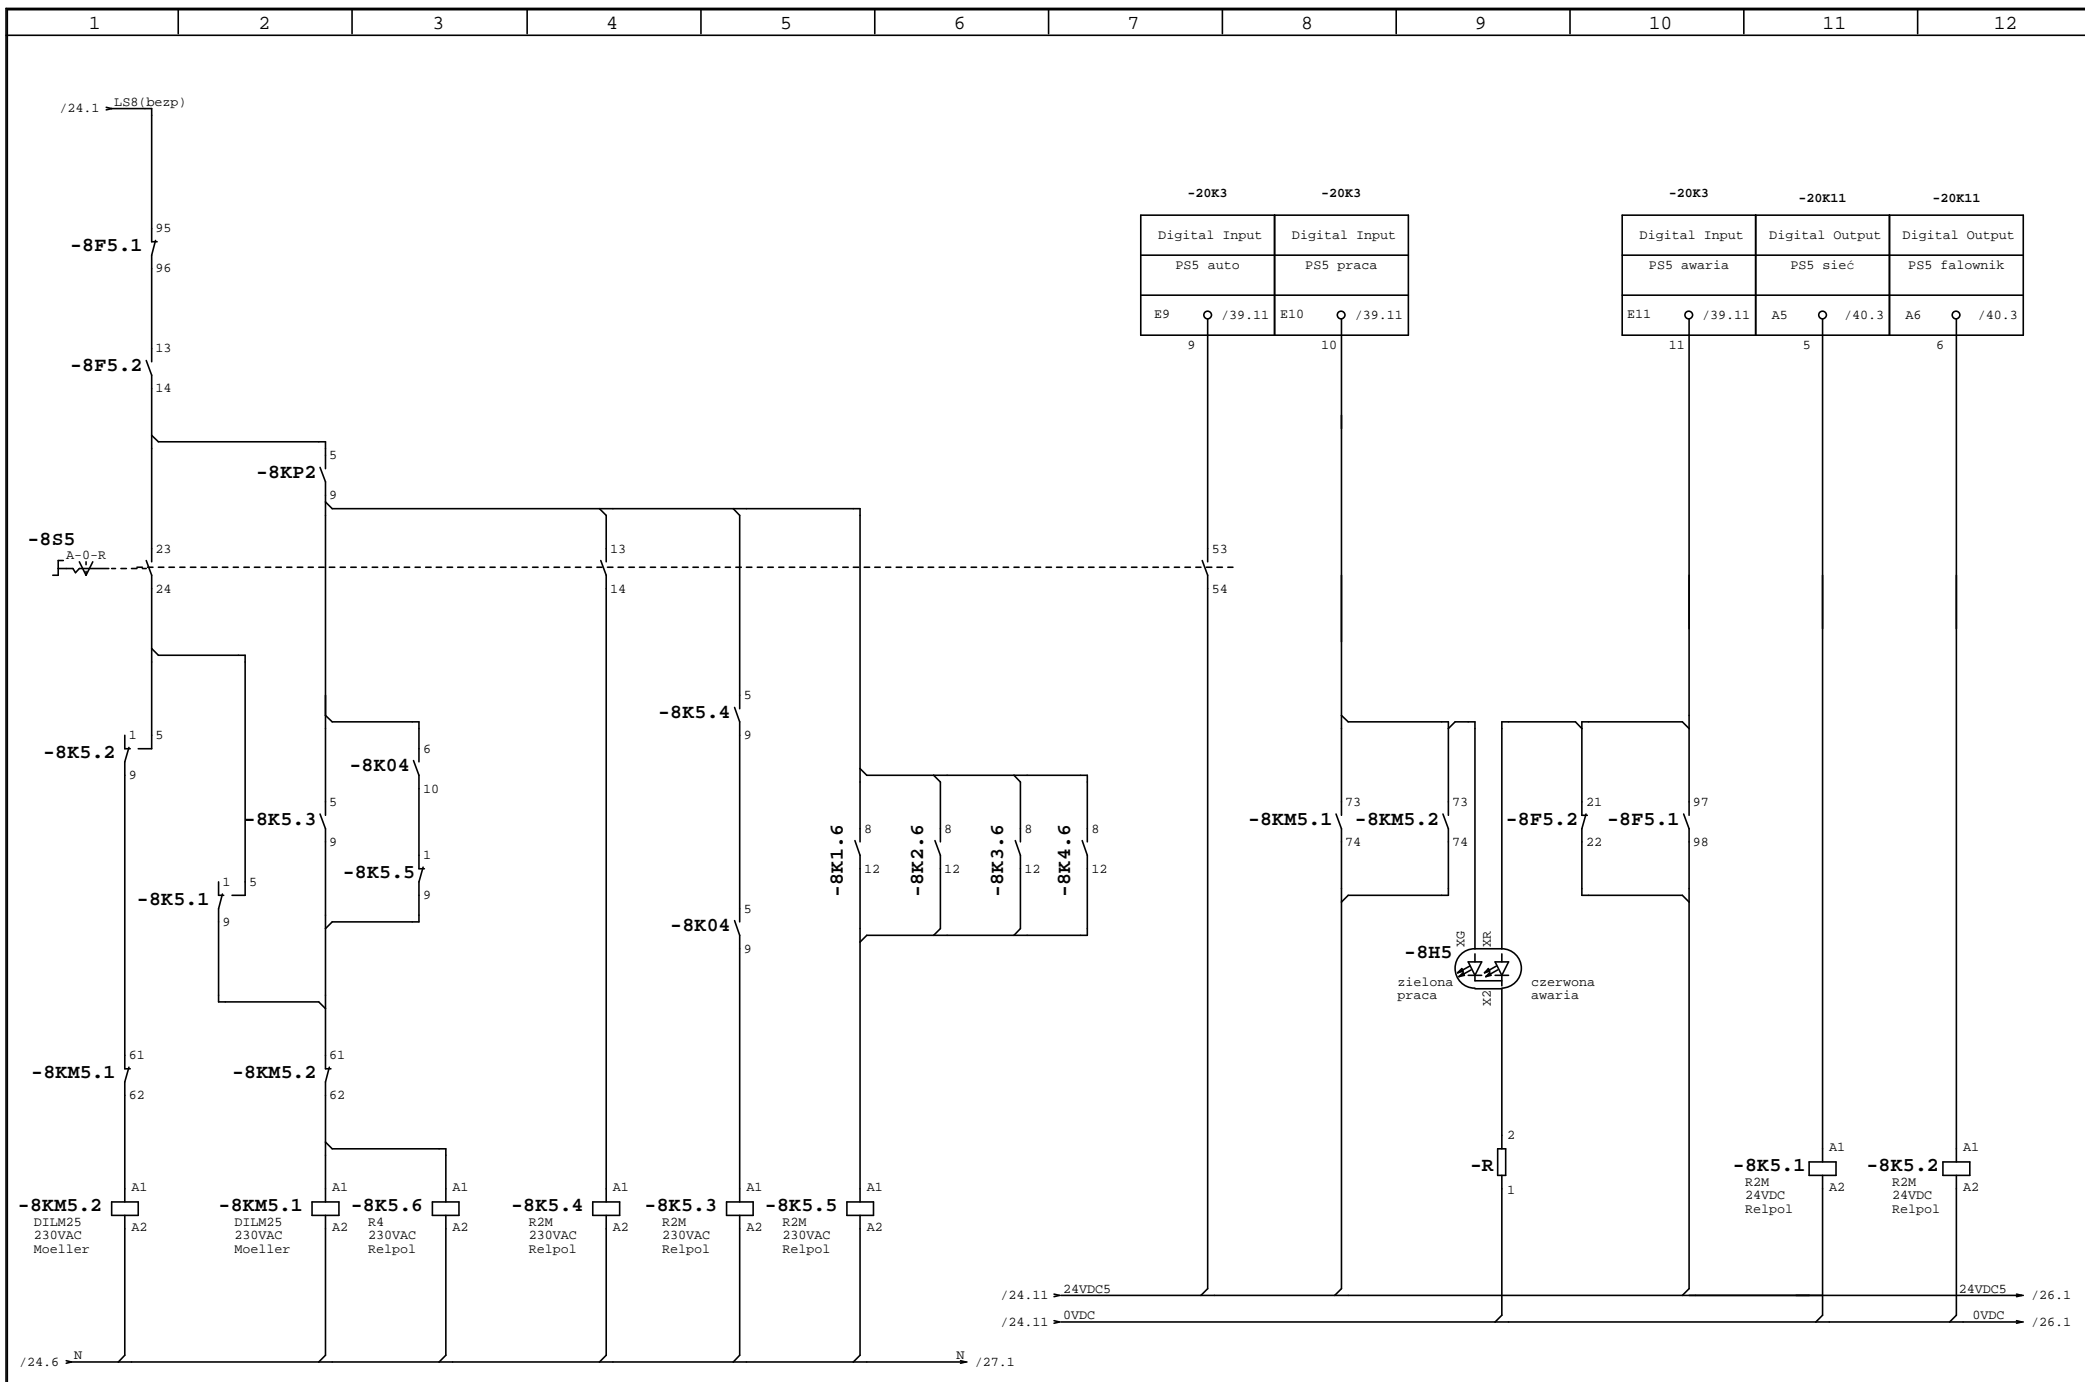 1 2 3 4 5 6 7 8 9 10 11 12
/24.1 LS8(bezp)
-20K3 -20K3 -20K3 -20K11 -20K11
Digital Input Digital Input Digital Input Digital Output Digital Output
PS5 auto PS5 praca PS5 awaria PS5 sieć PS5 falownik
E9 /39.11 E10 /39.11 E11 /39.11 A5 /40.3 A6 /40.3
9 10 11 5 6
95
-8F5.1
96
13
-8F5.2
14
5
-8KP2
9
-8S5
A-0-R
23 13 53
24 14 54
5
-8K5.4
9
1 5
-8K5.2
9
6
-8K04
10
5
-8K5.3
9
1
-8K5.5
9
1 5
-8K5.1
9
5
-8K04
9
8 8 8 8
-8K1.6 -8K2.6 -8K3.6 -8K4.6
12 12 12 12
73 73 21 97
-8KM5.1 -8KM5.2 -8F5.2 -8F5.1
74 74 22 98
XG XR
-8H5
zielona
praca
X2
czerwona
awaria
61 61
-8KM5.1 -8KM5.2
62 62
2
-R
1
A1 A1
-8K5.1 -8K5.2
A2 A2
R2M R2M
24VDC 24VDC
Relpol Relpol
A1 A1 A1 A1 A1 A1
-8KM5.2 -8KM5.1 -8K5.6 -8K5.4 -8K5.3 -8K5.5
A2 A2 A2 A2 A2 A2
DILM25 DILM25 R4 R2M R2M R2M
230VAC 230VAC 230VAC 230VAC 230VAC 230VAC
Moeller Moeller Relpol Relpol Relpol Relpol
/24.11 24VDC5 24VDC5 /26.1
/24.11 0VDC 0VDC /26.1
/24.6 N N /27.1